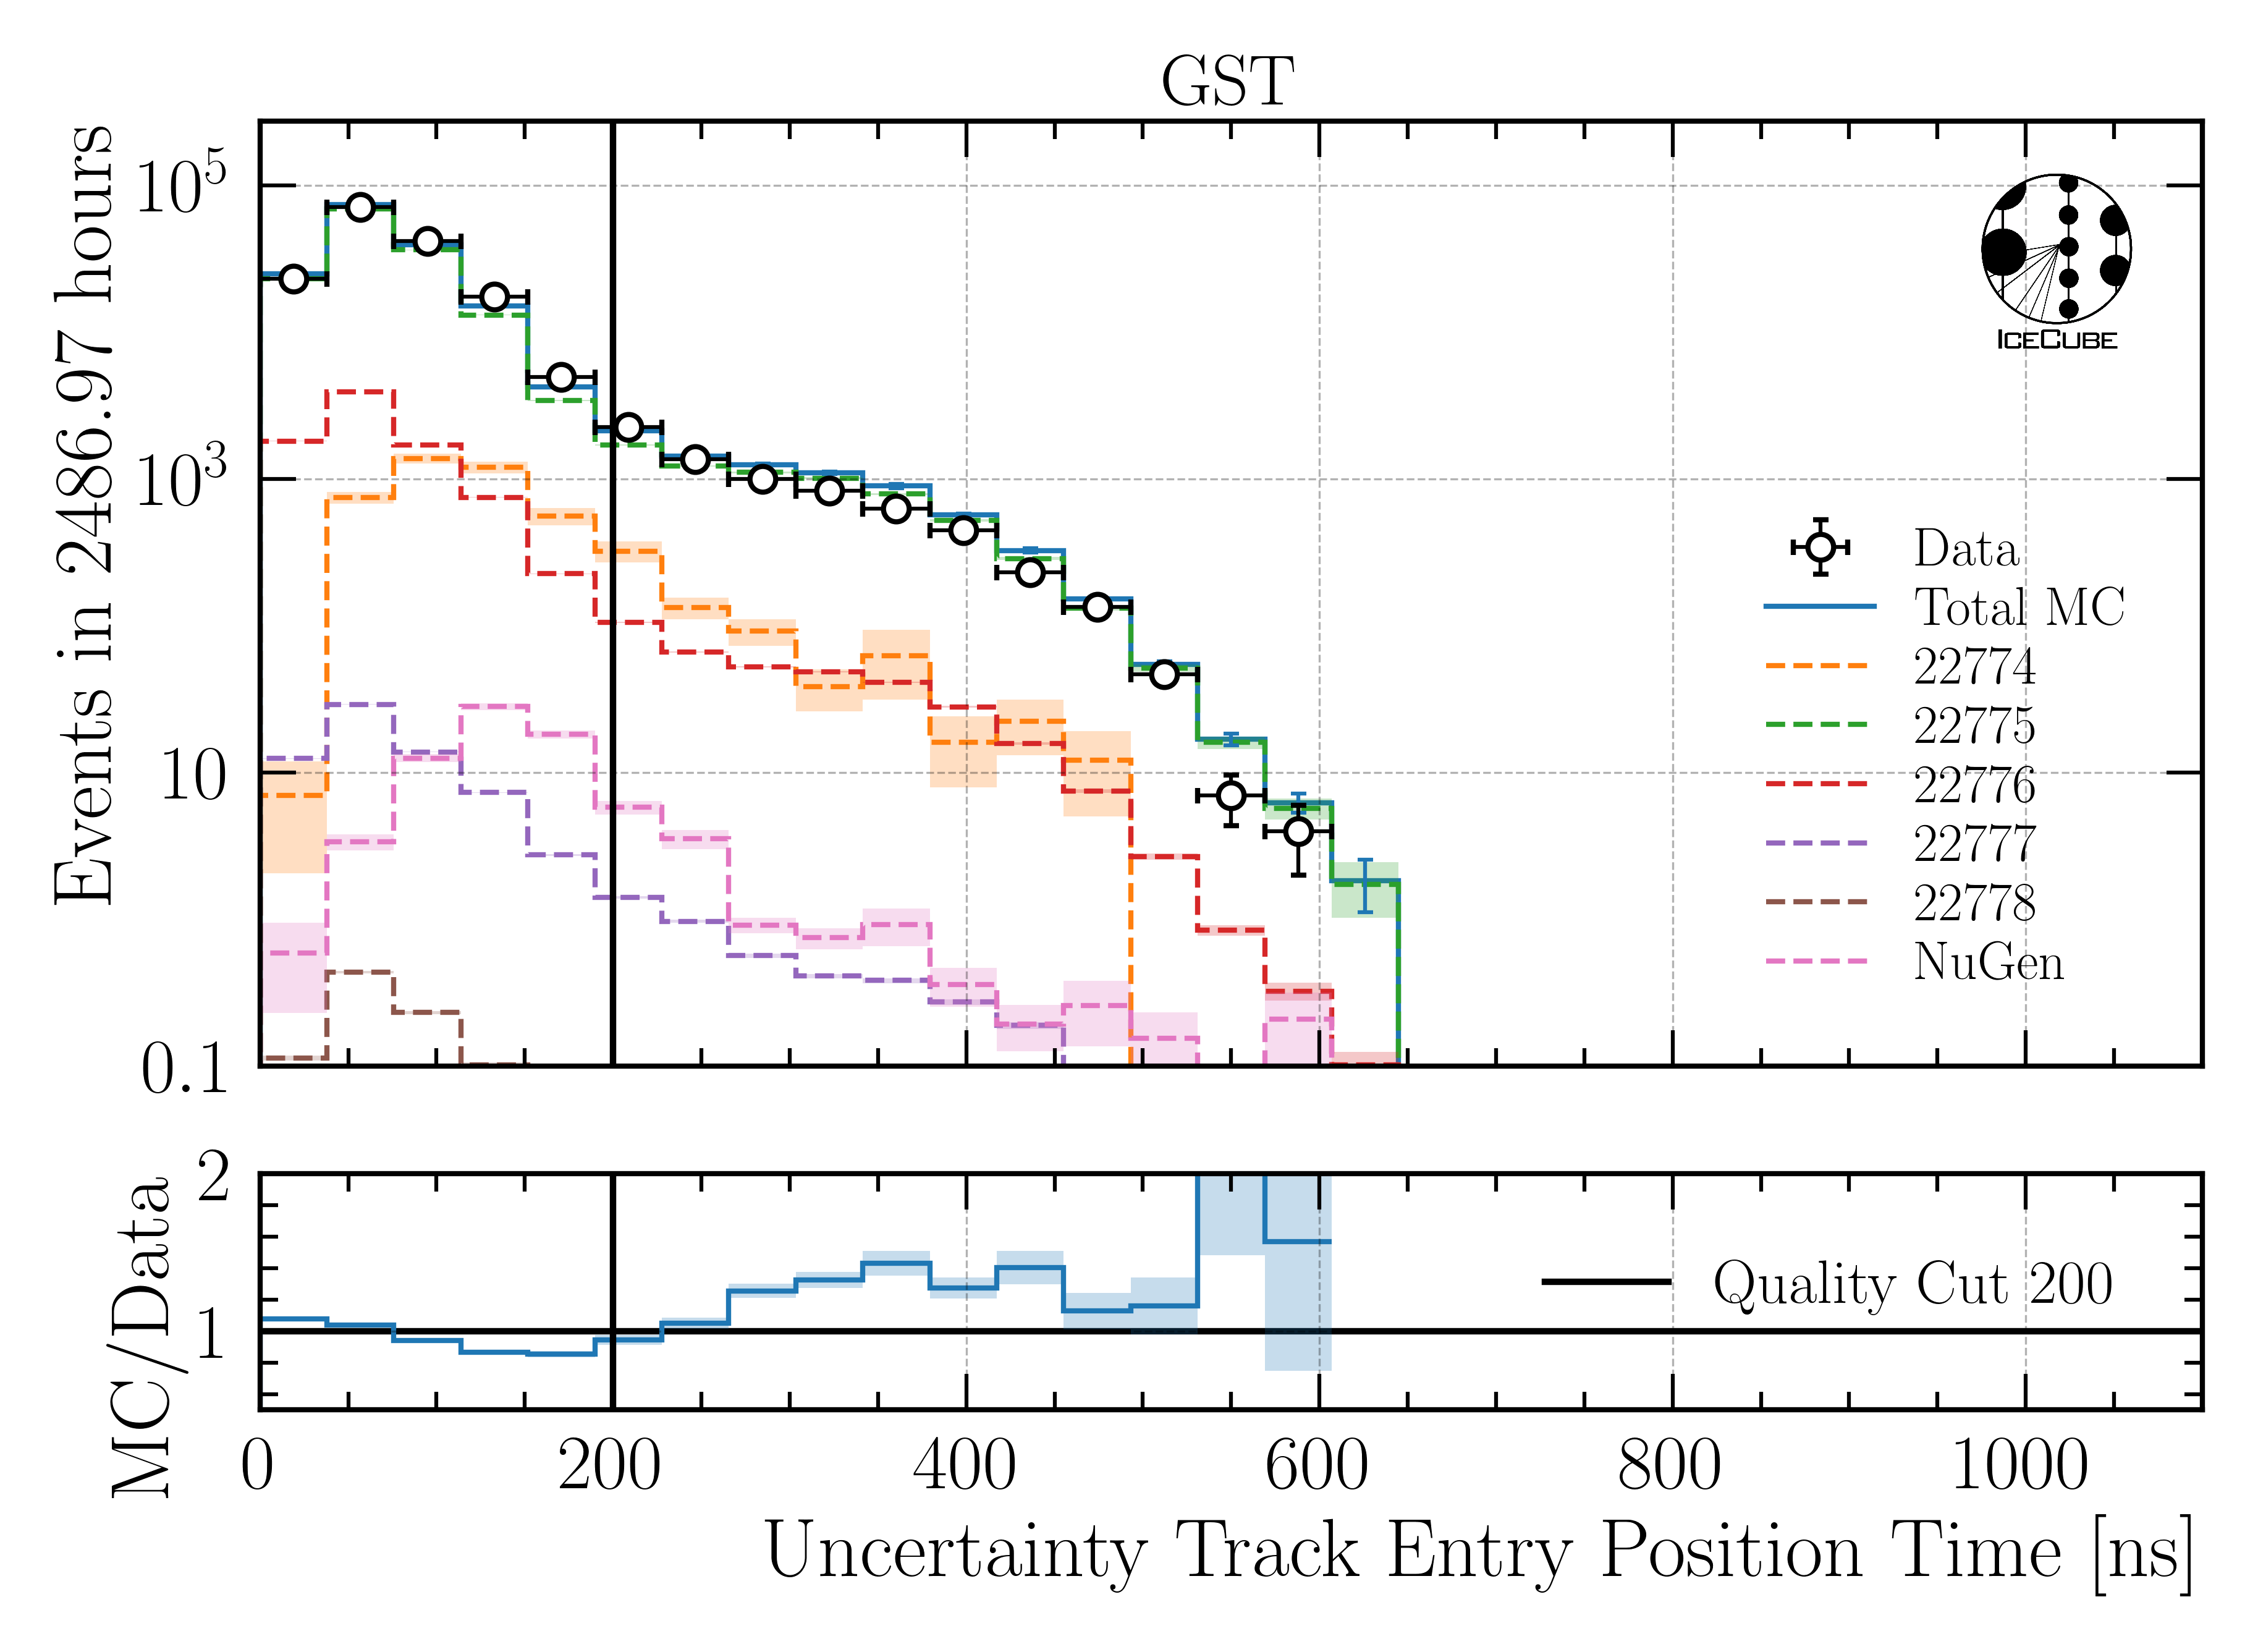 GST
Events in 2486.97 hours
10^5
10^3
10
0.1
ICECUBE
Data
Total MC
22774
22775
22776
22777
22778
NuGen
MC/Data
2
1
Quality Cut 200
0 200 400 600 800 1000
Uncertainty Track Entry Position Time [ns]